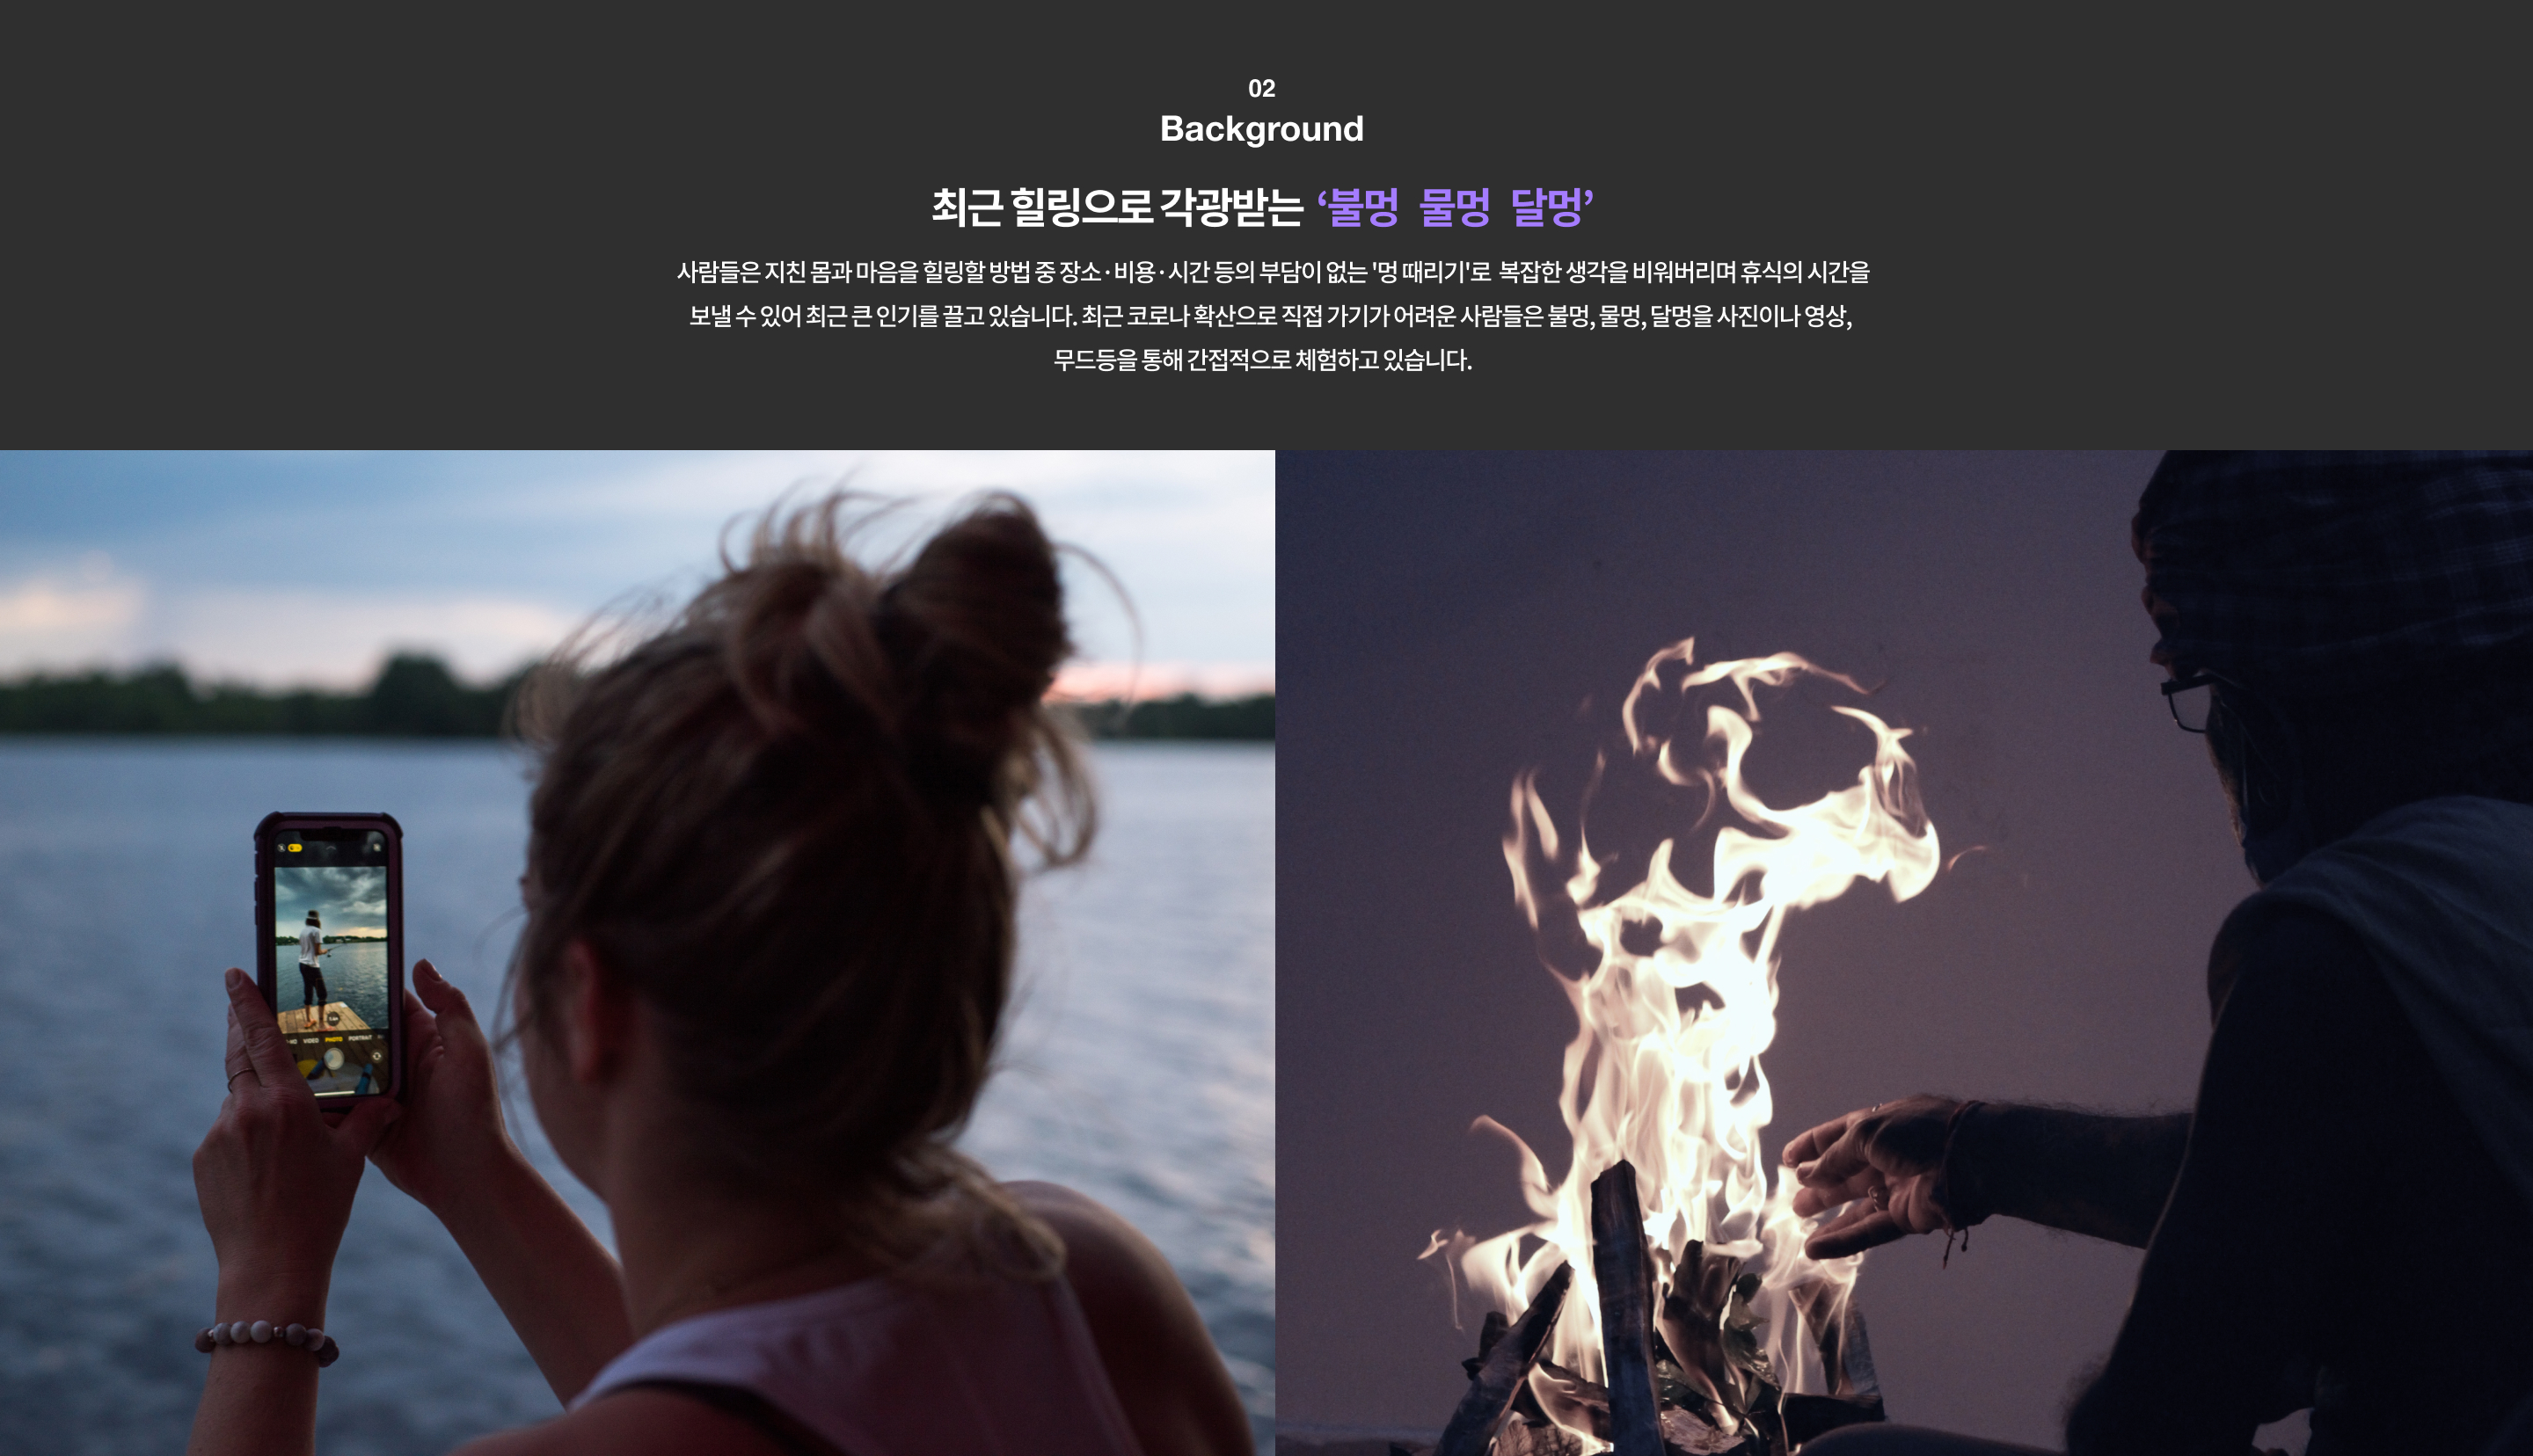 02
Background
최근 힐링으로 각광받는 ‘불멍 물멍 달멍’
사람들은 지친 몸과 마음을 힐링할 방법 중 장소·비용·시간 등의 부담이 없는 '멍 때리기'로 복잡한 생각을 비워버리며 휴식의 시간을
보낼 수 있어 최근 큰 인기를 끌고 있습니다. 최근 코로나 확산으로 직접 가기가 어려운 사람들은 불멍, 물멍, 달멍을 사진이나 영상,
무드등을 통해 간접적으로 체험하고 있습니다.
VIDEO PHOTO PORTRAIT